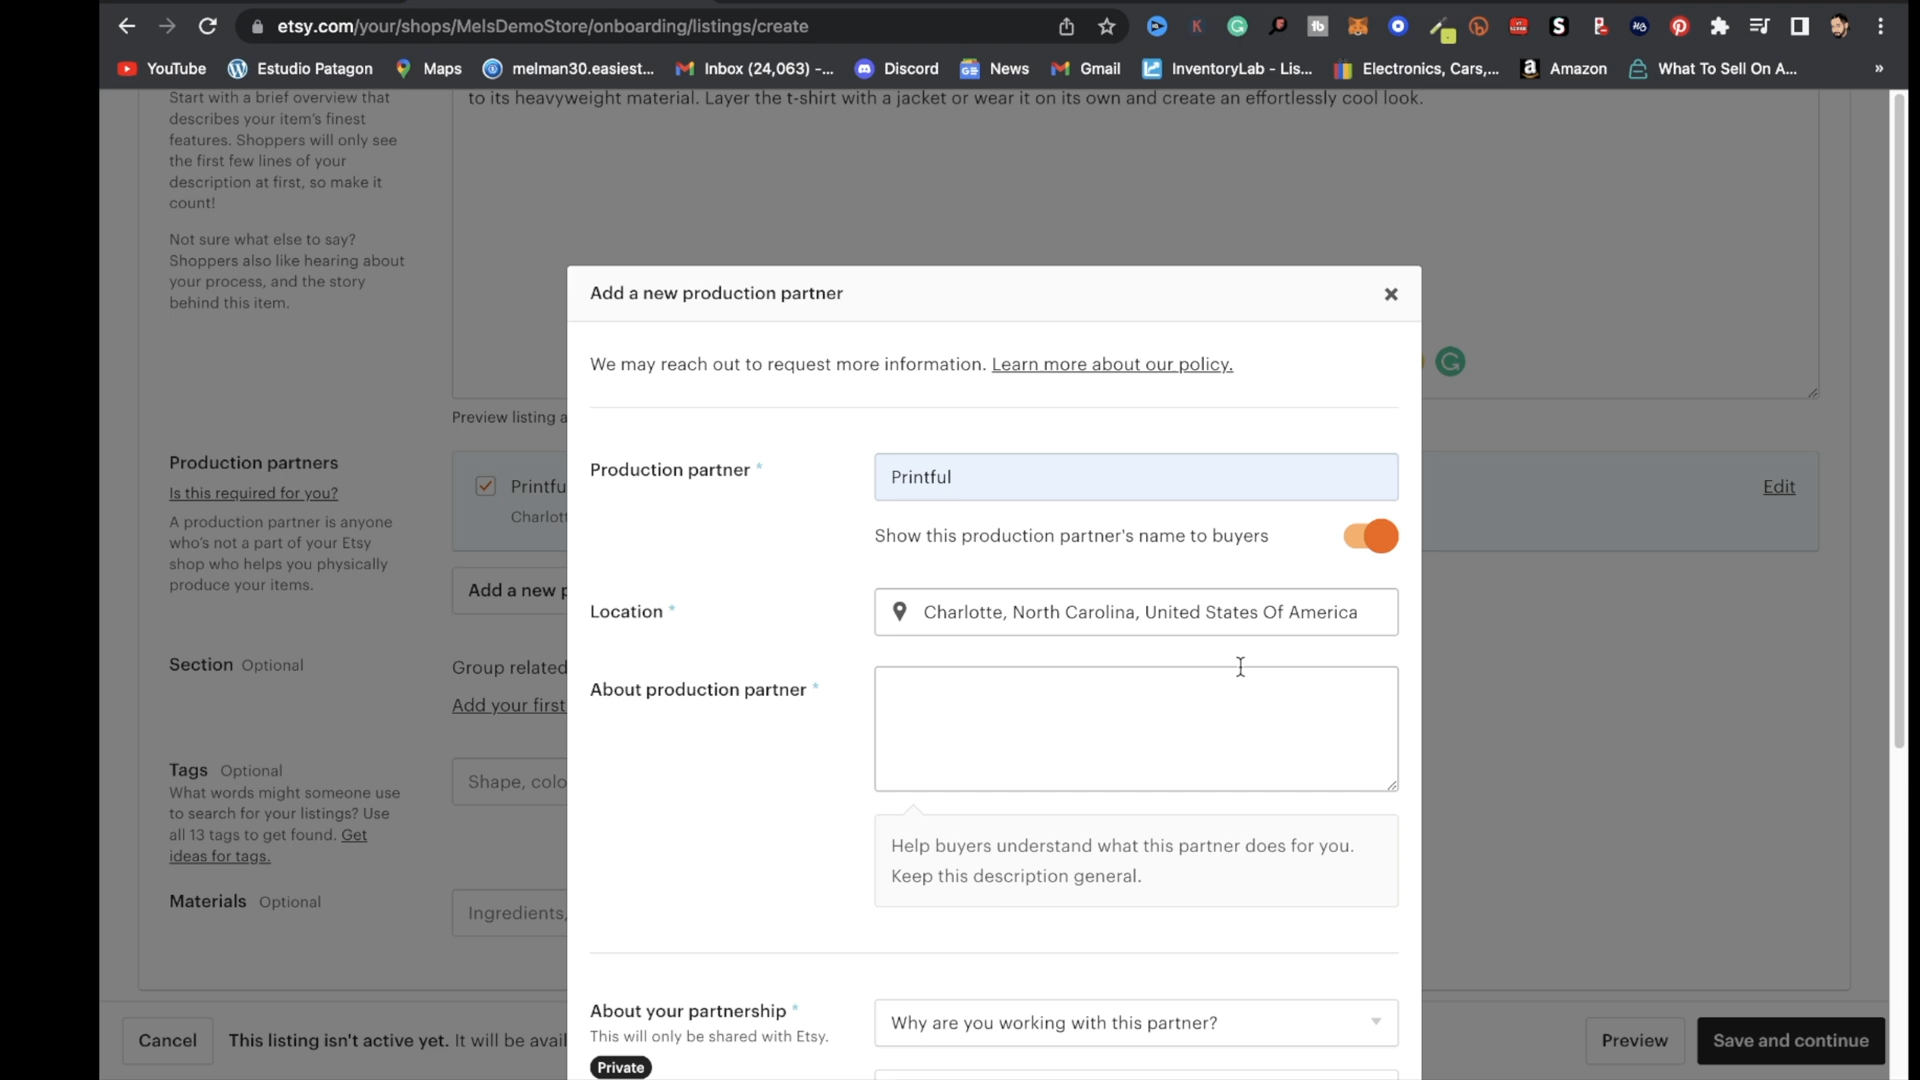 etsy.com/your/shops/MelsDemoStore/onboarding/listings/create
YouTube Estudio Patagon Maps melman30.easiest... Inbox (24,063) -... Discord News Gmail InventoryLab - Lis... Electronics, Cars,... Amazon What To Sell On A... »
Start with a brief overview that
describes your item's finest
features. Shoppers will only see
the first few lines of your
description at first, so make it
count!
Not sure what else to say?
Shoppers also like hearing about
your process, and the story
behind this item.
to its heavyweight material. Layer the t-shirt with a jacket or wear it on its own and create an effortlessly cool look.
Preview listing a
Production partners
Is this required for you?
A production partner is anyone
who's not a part of your Etsy
shop who helps you physically
produce your items.
Printfu
Charlott
Edit
Add a new p
Section Optional
Group related
Add your first
Tags Optional
What words might someone use
to search for your listings? Use
all 13 tags to get found. Get
ideas for tags.
Shape, colo
Materials Optional
Ingredients,
Add a new production partner
We may reach out to request more information. Learn more about our policy.
Production partner *
Printful
Show this production partner's name to buyers
Location *
Charlotte, North Carolina, United States Of America
About production partner *
Help buyers understand what this partner does for you.
Keep this description general.
About your partnership *
This will only be shared with Etsy.
Private
Why are you working with this partner?
Cancel
This listing isn't active yet. It will be avail
Preview
Save and continue